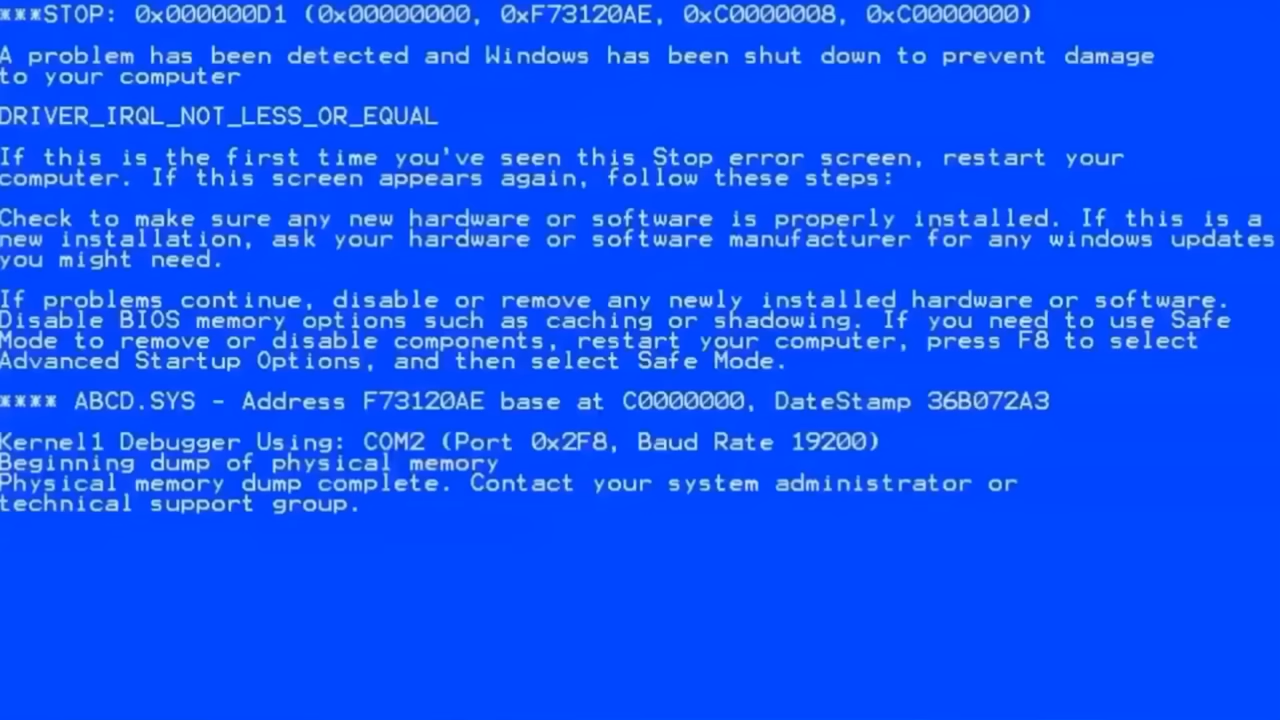 ***STOP: 0x000000D1 (0x00000000, 0xF73120AE, 0xC0000008, 0xC0000000)
A problem has been detected and Windows has been shut down to prevent damage
to your computer
DRIVER_IRQL_NOT_LESS_OR_EQUAL
If this is the first time you've seen this Stop error screen, restart your
computer. If this screen appears again, follow these steps:
Check to make sure any new hardware or software is properly installed. If this is a
new installation, ask your hardware or software manufacturer for any windows updates
you might need.
If problems continue, disable or remove any newly installed hardware or software.
Disable BIOS memory options such as caching or shadowing. If you need to use Safe
Mode to remove or disable components, restart your computer, press F8 to select
Advanced Startup Options, and then select Safe Mode.
**** ABCD.SYS - Address F73120AE base at C0000000, DateStamp 36B072A3
Kernel1 Debugger Using: COM2 (Port 0x2F8, Baud Rate 19200)
Beginning dump of physical memory
Physical memory dump complete. Contact your system administrator or
technical support group.